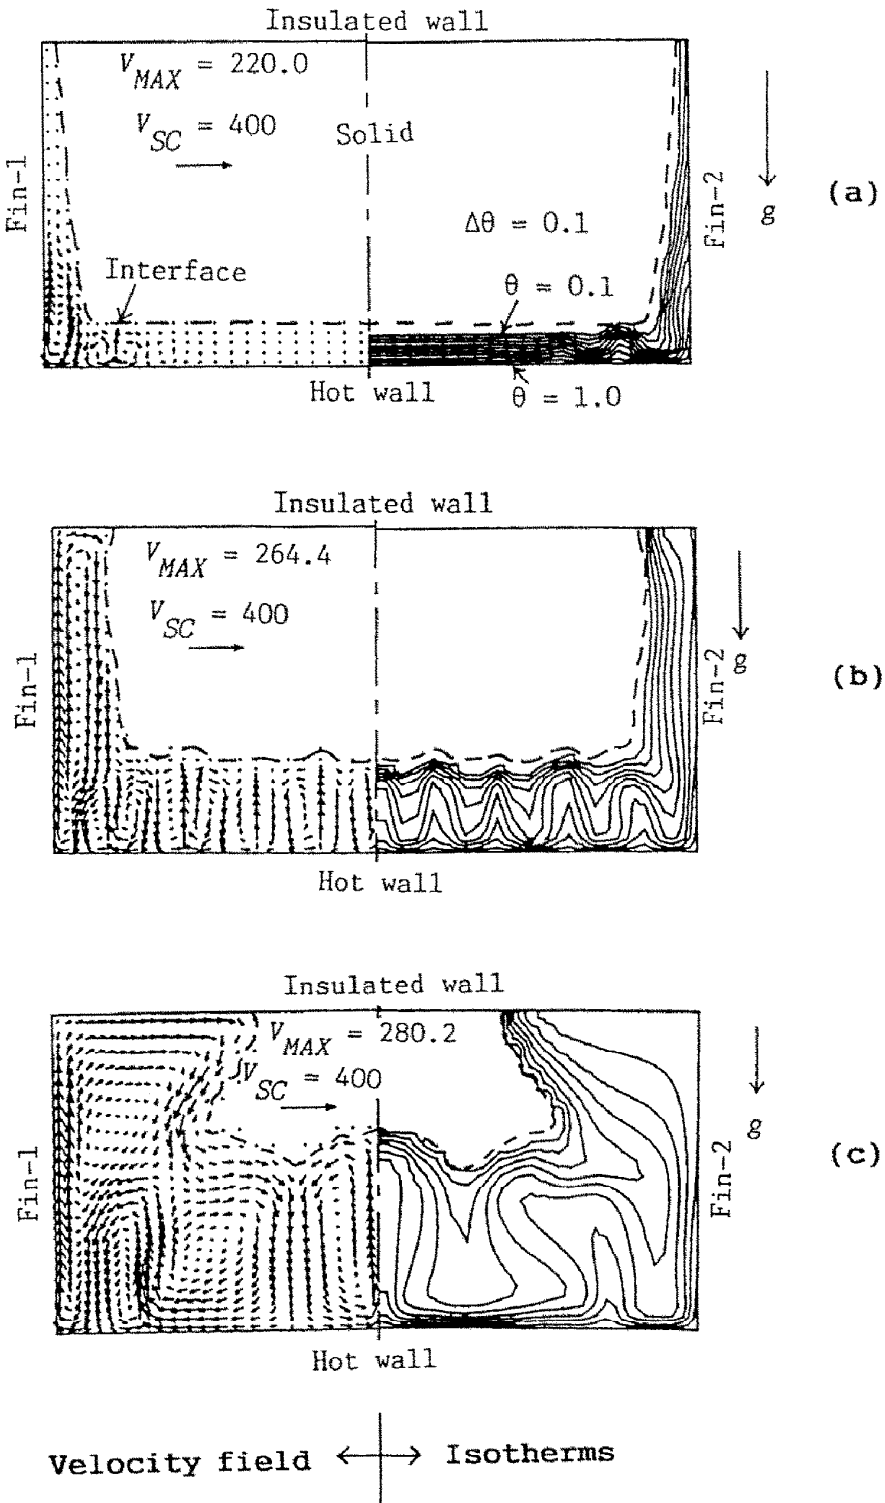 Insulated wall
V_MAX = 220.0
V_SC = 400
Solid
Fin-1
Fin-2
g
(a)
Δθ = 0.1
Interface
θ = 0.1
Hot wall
θ = 1.0
Insulated wall
V_MAX = 264.4
V_SC = 400
Fin-1
Fin-2
g
(b)
Hot wall
Insulated wall
V_MAX = 280.2
V_SC = 400
Fin-1
Fin-2
g
(c)
Hot wall
Velocity field
Isotherms